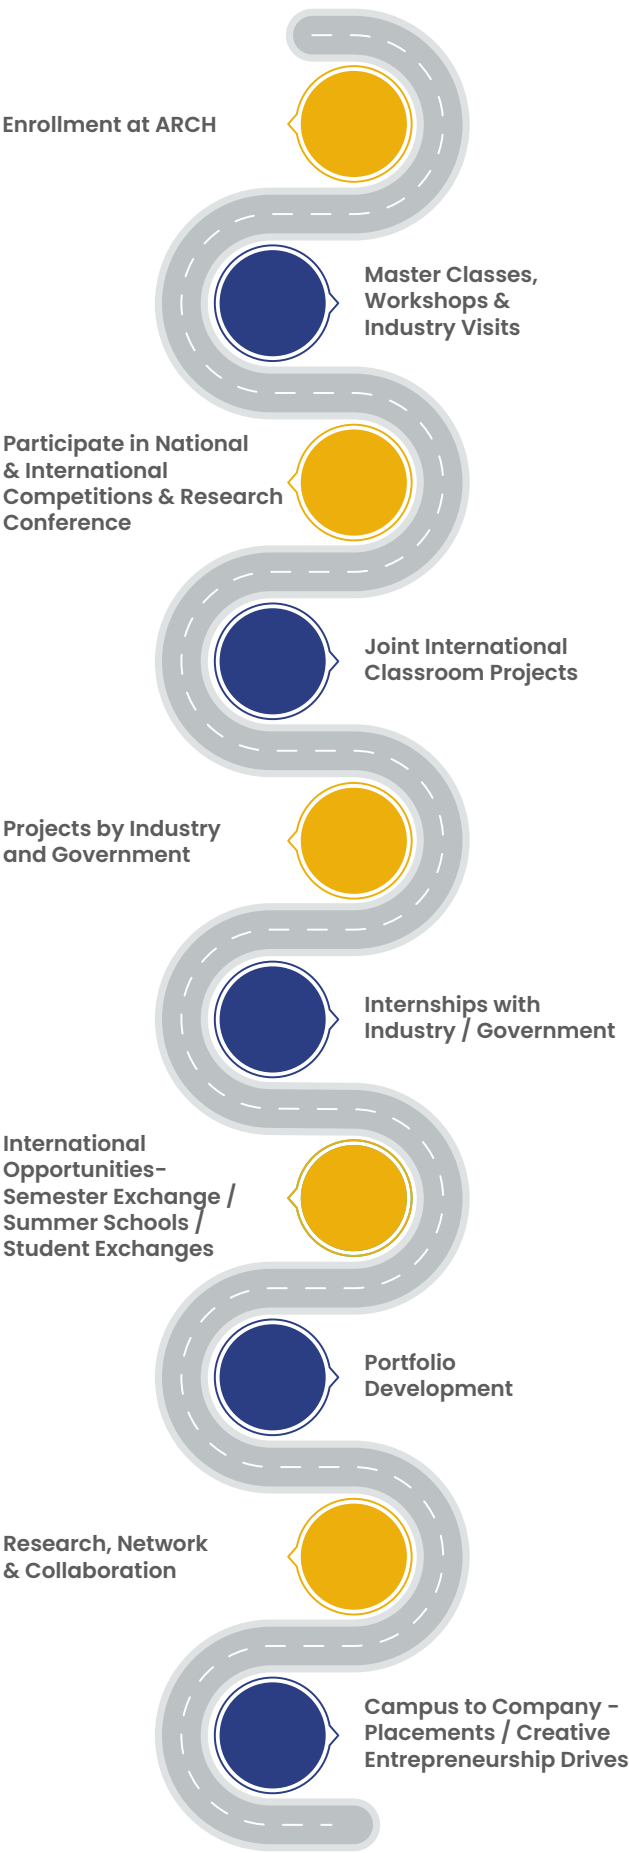 Enrollment at ARCH
Master Classes,
Workshops &
Industry Visits
Participate in National
& International
Competitions & Research
Conference
Joint International
Classroom Projects
Projects by Industry
and Government
Internships with
Industry / Government
International
Opportunities-
Semester Exchange /
Summer Schools /
Student Exchanges
Portfolio
Development
Research, Network
& Collaboration
Campus to Company -
Placements / Creative
Entrepreneurship Drives